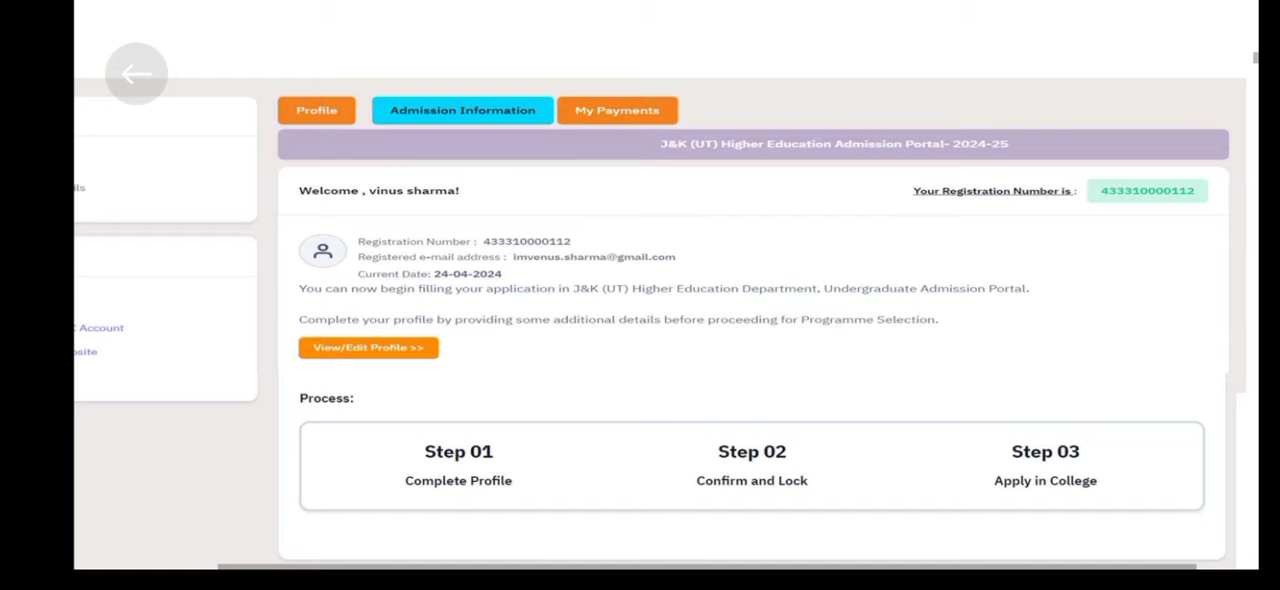 Profile
Admission Information
My Payments
J&K (UT) Higher Education Admission Portal- 2024-25
Welcome , vinus sharma!
Your Registration Number is : 433310000112
ils
Registration Number : 433310000112
Registered e-mail address : imvenus.sharma@gmail.com
Current Date: 24-04-2024
You can now begin filling your application in J&K (UT) Higher Education Department, Undergraduate Admission Portal.
Complete your profile by providing some additional details before proceeding for Programme Selection.
Account
site
View/Edit Profile >>
Process:
Step 01
Complete Profile
Step 02
Confirm and Lock
Step 03
Apply in College